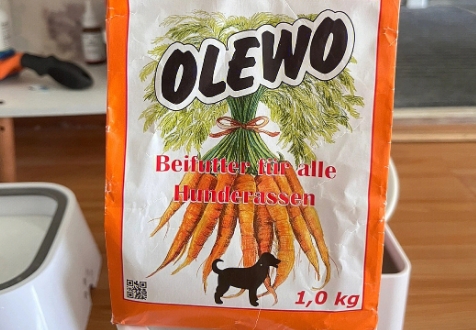 OLEWO
Beifutter für alle
Hunderassen
1,0 kg